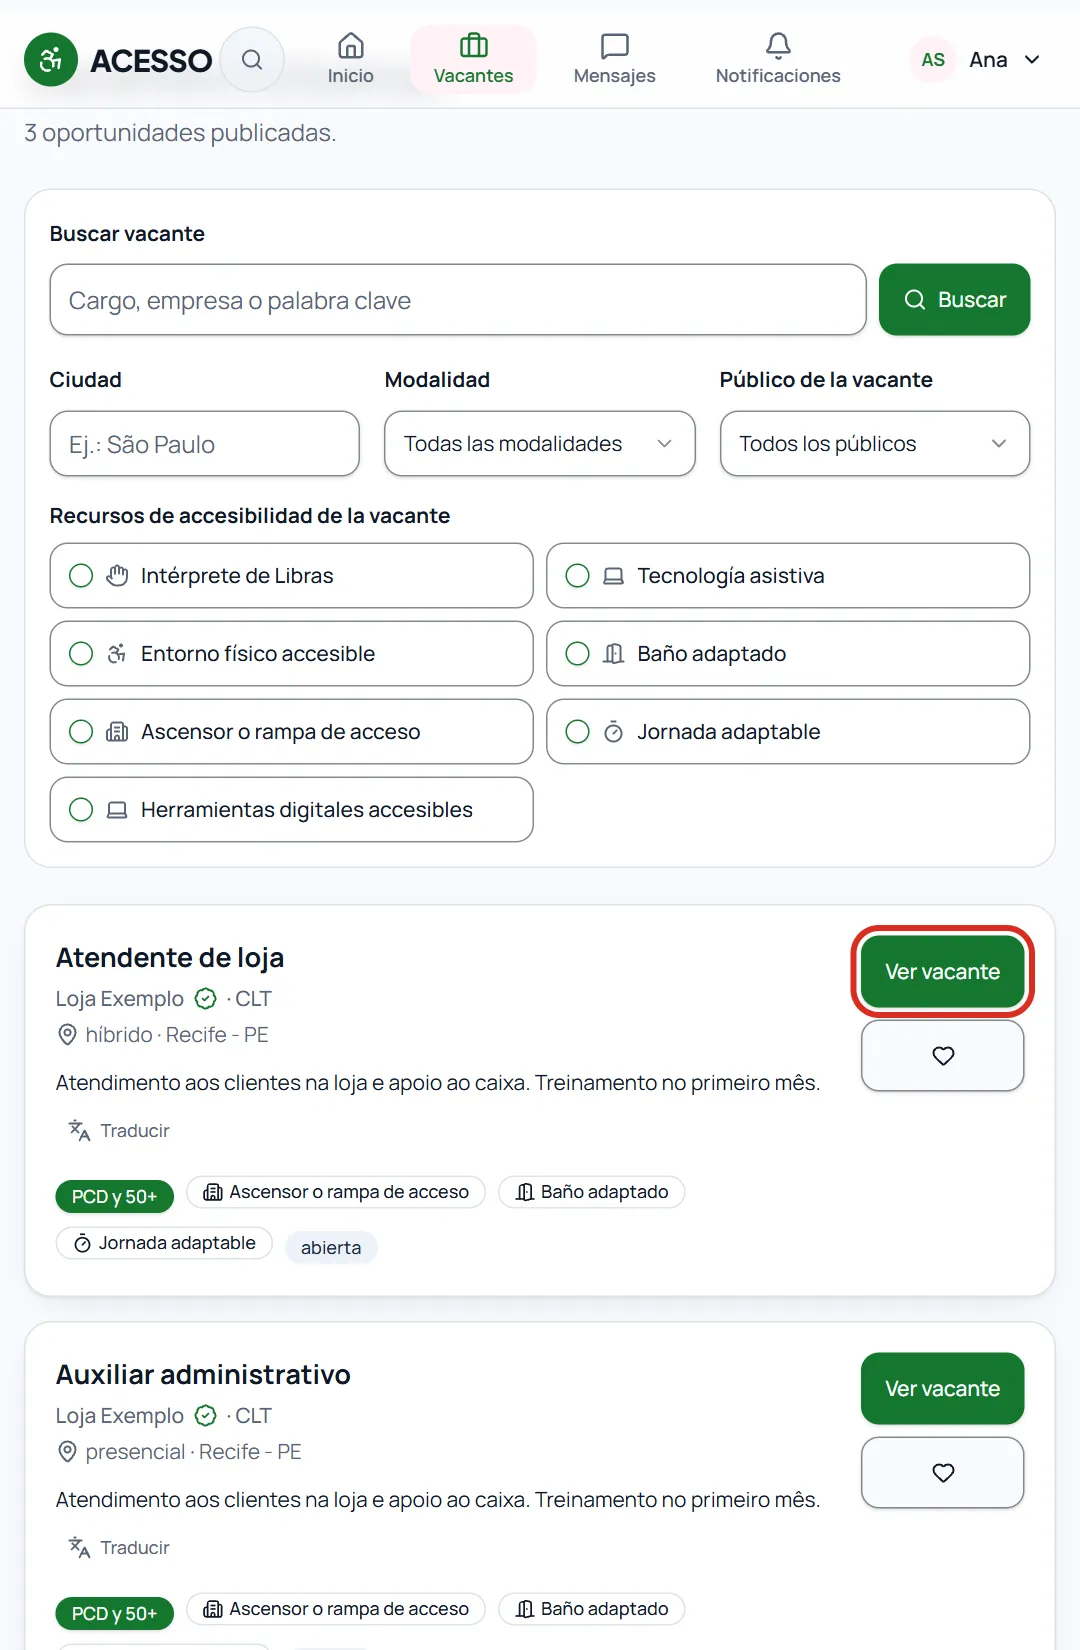 ACESSO
Inicio
Vacantes
Mensajes
Notificaciones
AS
Ana
3 oportunidades publicadas.
Buscar vacante
Cargo, empresa o palabra clave
Buscar
Ciudad
Modalidad
Público de la vacante
Ej.: São Paulo
Todas las modalidades
Todos los públicos
Recursos de accesibilidad de la vacante
Intérprete de Libras
Tecnología asistiva
Entorno físico accesible
Baño adaptado
Ascensor o rampa de acceso
Jornada adaptable
Herramientas digitales accesibles
Atendente de loja
Ver vacante
Loja Exemplo · CLT
híbrido · Recife - PE
Atendimento aos clientes na loja e apoio ao caixa. Treinamento no primeiro mês.
Traducir
PCD y 50+
Ascensor o rampa de acceso
Baño adaptado
Jornada adaptable
abierta
Auxiliar administrativo
Ver vacante
Loja Exemplo · CLT
presencial · Recife - PE
Atendimento aos clientes na loja e apoio ao caixa. Treinamento no primeiro mês.
Traducir
PCD y 50+
Ascensor o rampa de acceso
Baño adaptado